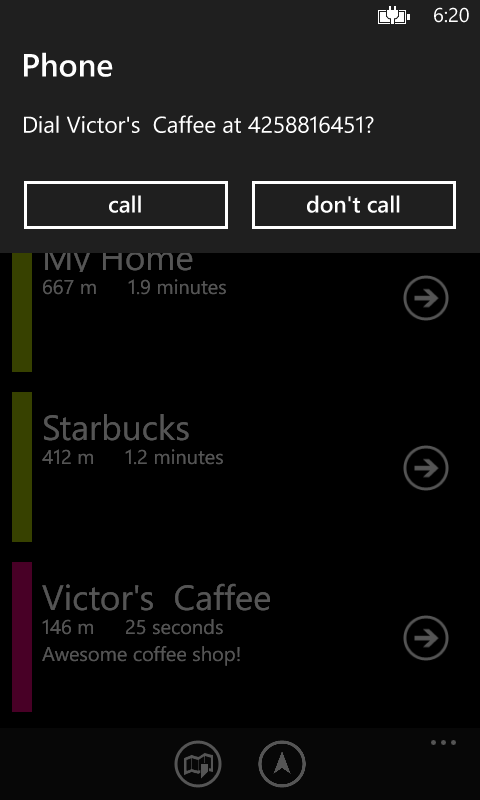 6:20
Phone
Dial Victor's  Caffee at 4258816451?
call
don't call
My Home
667 m 1.9 minutes
Starbucks
412 m 1.2 minutes
Victor's  Caffee
146 m 25 seconds
Awesome coffee shop!